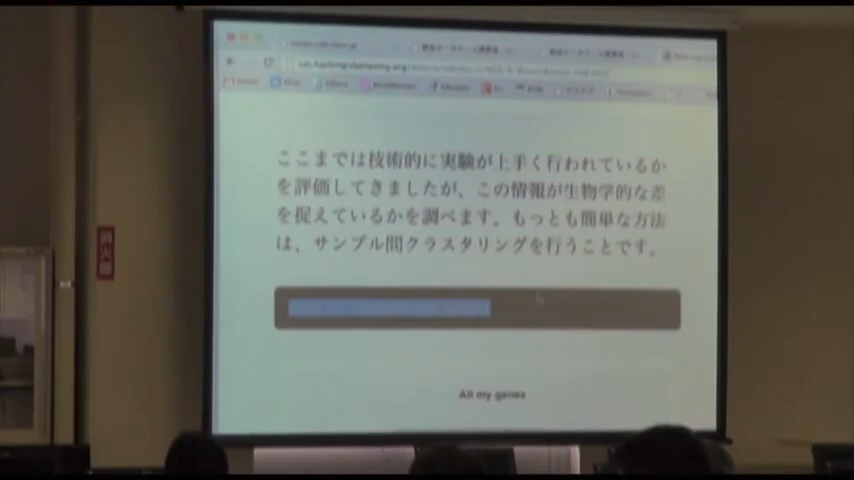 ここまでは技術的に実験が上手く行われているか
を評価してきましたが、この情報が生物学的な差
を捉えているかを調べます。もっとも簡単な方法
は、サンプル間クラスタリングを行うことです。
All my genes
消火器